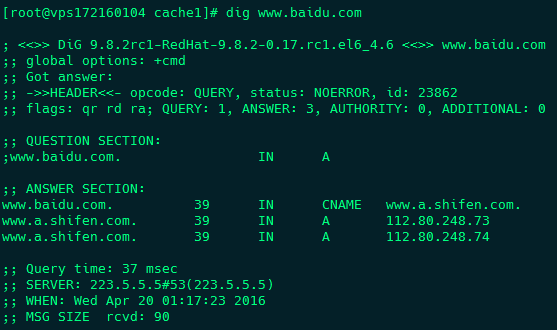 [root@vps172160104 cache1]# dig www.baidu.com

; <<>> DiG 9.8.2rc1-RedHat-9.8.2-0.17.rc1.el6_4.6 <<>> www.baidu.com
;; global options: +cmd
;; Got answer:
;; ->>HEADER<<- opcode: QUERY, status: NOERROR, id: 23862
;; flags: qr rd ra; QUERY: 1, ANSWER: 3, AUTHORITY: 0, ADDITIONAL: 0

;; QUESTION SECTION:
;www.baidu.com.                 IN      A

;; ANSWER SECTION:
www.baidu.com.          39      IN      CNAME   www.a.shifen.com.
www.a.shifen.com.       39      IN      A       112.80.248.73
www.a.shifen.com.       39      IN      A       112.80.248.74

;; Query time: 37 msec
;; SERVER: 223.5.5.5#53(223.5.5.5)
;; WHEN: Wed Apr 20 01:17:23 2016
;; MSG SIZE  rcvd: 90